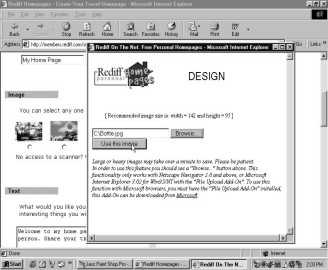 Rediff Homepages - Create Your Travel Homepage - Microsoft Internet Explorer
File Edit View Favorites Tools Help
Back Stop Refresh Home Search Favorites History Mail Print Edit
Address http://members.rediff.com/
Go Links
My Home Page
Image
You can select any one
No access to a scanner?
Text
What would you like you
interesting things you w
Welcome to my home pa
person. Share your ti
Rediff On The Net: Free Personal Homepages - Microsoft Internet Explorer
Rediff personal home pages
DESIGN
[Recommended image size is: width = 142 and height = 95 ]
C:\Bottle.jpg
Browse...
Use this image
Large or heavy images may take over a minute to save. Please be patient.
In order to use this feature you should see a "Browse.." button above. This
functionality only works with Netscape Navigator 2.0 and above, or Microsoft
Internet Explorer 3.02 for Win95/NT with the "File Upload Add-On". To use this
function with Microsoft browsers, you must have the "File Upload Add-On" installed,
this Add-On can be downloaded from Microsoft
Done
Internet
Start
Jasc Paint Shop Pro -
Rediff Homepages -
Rediff On The N...
2:00 PM